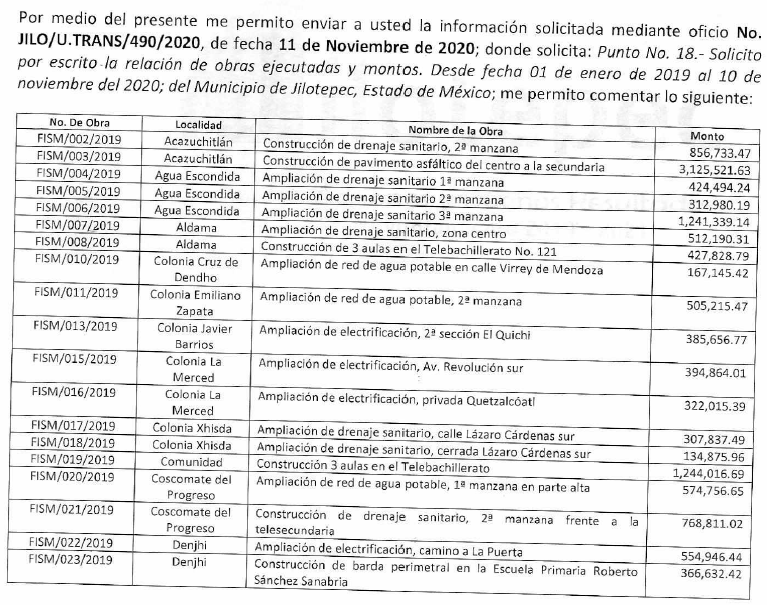 Por medio del presente me permito enviar a usted la información solicitada mediante oficio No.
JILO/U.TRANS/490/2020, de fecha 11 de Noviembre de 2020; donde solicita: Punto No. 18.- Solicito
por escrito la relación de obras ejecutadas y montos. Desde fecha 01 de enero de 2019 al 10 de
noviembre del 2020; del Municipio de Jilotepec, Estado de México; me permito comentar lo siguiente:
No. De Obra Localidad Nombre de la Obra Monto
FISM/002/2019 Acazuchitlán Construcción de drenaje sanitario, 2ª manzana 856,733.47
FISM/003/2019 Acazuchitlán Construcción de pavimento asfáltico del centro a la secundaria 3,125,521.63
FISM/004/2019 Agua Escondida Ampliación de drenaje sanitario 1ª manzana 424,494.24
FISM/005/2019 Agua Escondida Ampliación de drenaje sanitario 2ª manzana 312,980.19
FISM/006/2019 Agua Escondida Ampliación de drenaje sanitario 3ª manzana 1,241,339.14
FISM/007/2019 Aldama Ampliación de drenaje sanitario, zona centro 512,190.31
FISM/008/2019 Aldama Construcción de 3 aulas en el Telebachillerato No. 121 427,828.79
FISM/010/2019 Colonia Cruz de Ampliación de red de agua potable en calle Virrey de Mendoza 167,145.42
Dendho
FISM/011/2019 Colonia Emiliano Ampliación de red de agua potable, 2ª manzana 505,215.47
Zapata
FISM/013/2019 Colonia Javier Ampliación de electrificación, 2ª sección El Quichi 385,656.77
Barrios
FISM/015/2019 Colonia La Ampliación de electrificación, Av. Revolución sur 394,864.01
Merced
FISM/016/2019 Colonia La Ampliación de electrificación, privada Quetzalcóatl 322,015.39
Merced
FISM/017/2019 Colonia Xhisda Ampliación de drenaje sanitario, calle Lázaro Cárdenas sur 307,837.49
FISM/018/2019 Colonia Xhisda Ampliación de drenaje sanitario, cerrada Lázaro Cárdenas sur 134,875.96
FISM/019/2019 Comunidad Construcción 3 aulas en el Telebachillerato 1,244,016.69
FISM/020/2019 Coscomate del Ampliación de red de agua potable, 1ª manzana en parte alta 574,756.65
Progreso
FISM/021/2019 Coscomate del Construcción de drenaje sanitario, 2ª manzana frente a la 768,811.02
Progreso telesecundaria
FISM/022/2019 Denjhi Ampliación de electrificación, camino a La Puerta 554,946.44
FISM/023/2019 Denjhi Construcción de barda perimetral en la Escuela Primaria Roberto 366,632.42
Sánchez Sanabria